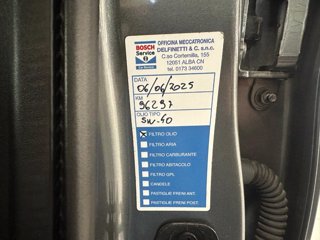 BOSCH
Service
OFFICINA MECCATRONICA
DELFINETTI & C. s.n.c.
C.so Cortemilia, 155
12051 ALBA CN
tel. 0173 34600
DATA
06/06/2025
KM
96297
OLIO TIPO
5W.40
FILTRO OLIO
FILTRO ARIA
FILTRO CARBURANTE
FILTRO ABITACOLO
FILTRO GPL
CANDELE
PASTIGLIE FRENI ANT.
PASTIGLIE FRENI POST.